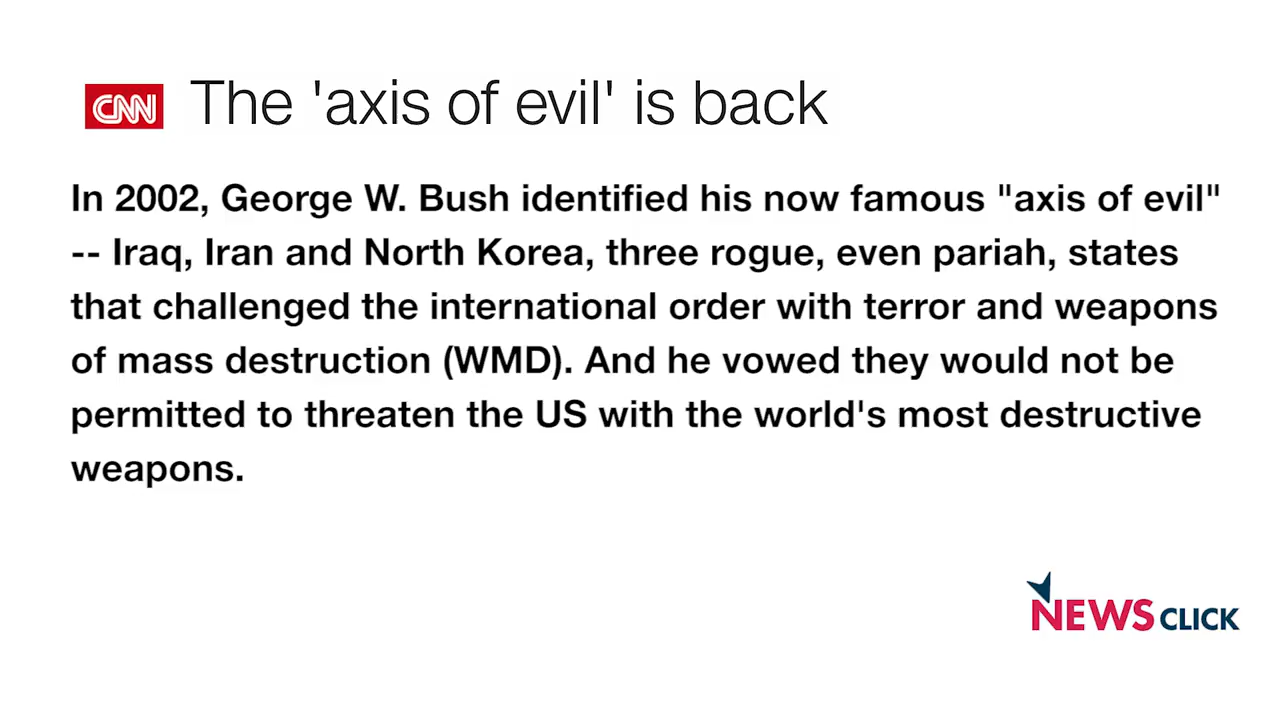 CNN The 'axis of evil' is back
In 2002, George W. Bush identified his now famous "axis of evil"
-- Iraq, Iran and North Korea, three rogue, even pariah, states
that challenged the international order with terror and weapons
of mass destruction (WMD). And he vowed they would not be
permitted to threaten the US with the world's most destructive
weapons.
NEWSCLICK